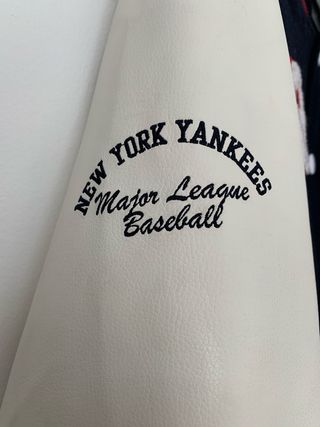 NEW YORK YANKEES
Major League
Baseball